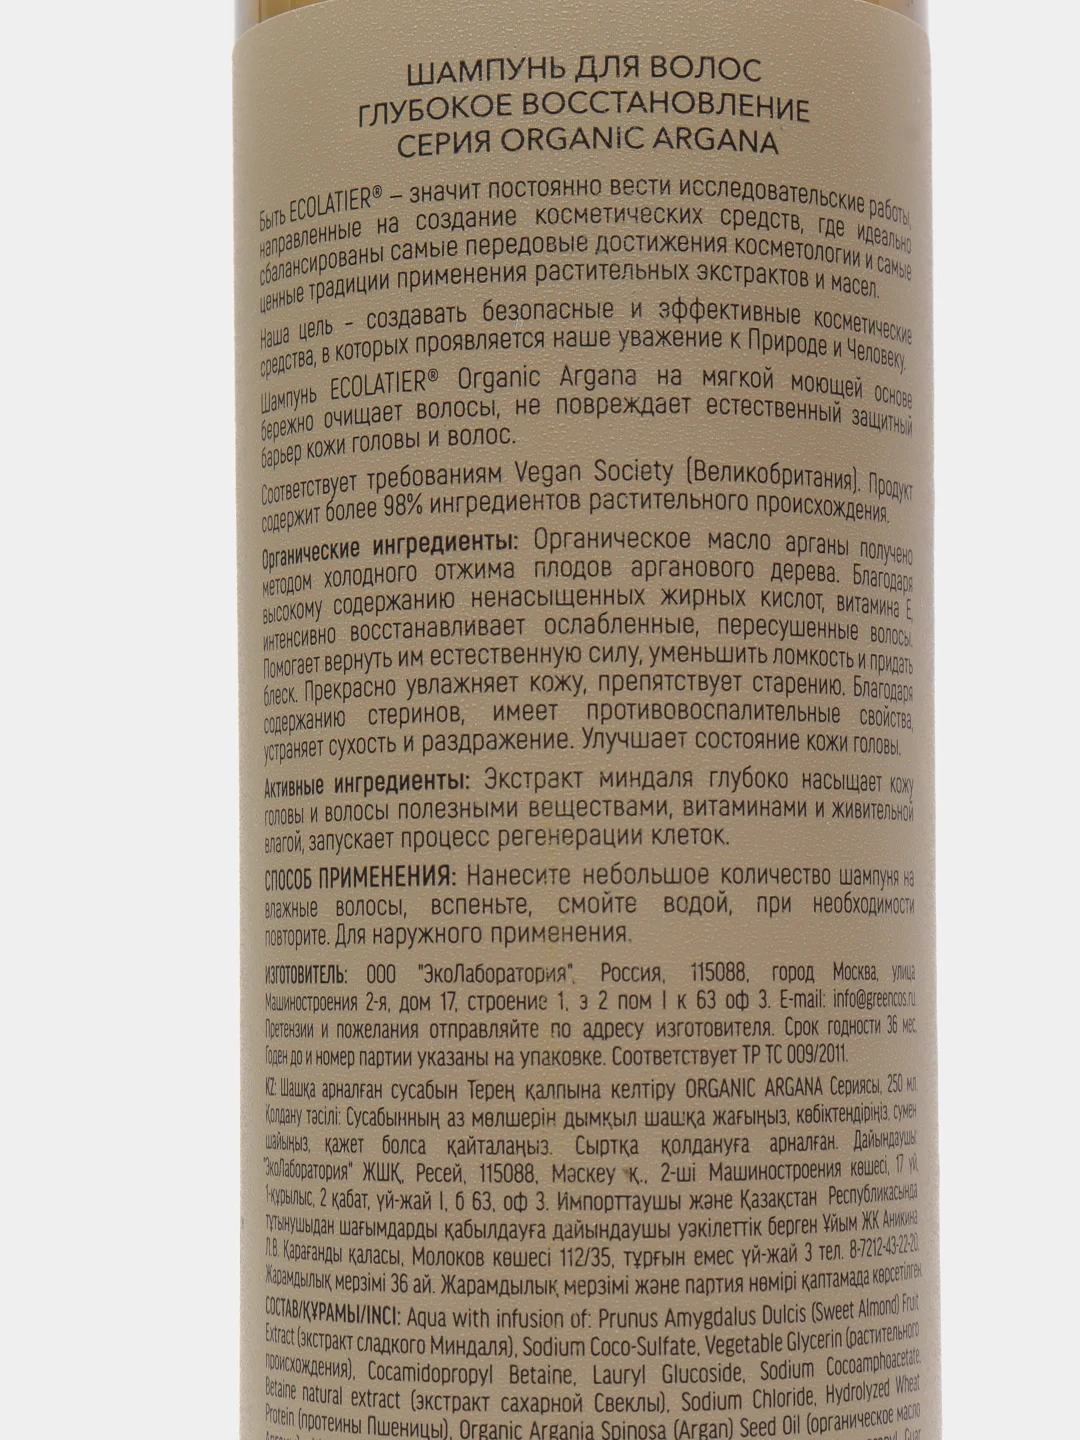 ШАМПУНЬ ДЛЯ ВОЛОС
ГЛУБОКОЕ ВОССТАНОВЛЕНИЕ
СЕРИЯ ORGANiC ARGANA
Быть ECOLATIER® – значит постоянно вести исследовательские работы,
направленные на создание косметических средств, где идеально
сбалансированы самые передовые достижения косметологии и самые
ценные традиции применения растительных экстрактов и масел.
Наша цель – создавать безопасные и эффективные косметические
средства, в которых проявляется наше уважение к Природе и Человеку.
Шампунь ECOLATIER® Organic Argana на мягкой моющей основе
бережно очищает волосы, не повреждает естественный защитный
барьер кожи головы и волос.
Соответствует требованиям Vegan Society (Великобритания). Продукт
содержит более 98% ингредиентов растительного происхождения.
Органические ингредиенты: Органическое масло арганы получено
методом холодного отжима плодов арганового дерева. Благодаря
высокому содержанию ненасыщенных жирных кислот, витамина Е,
интенсивно восстанавливает ослабленные, пересушенные волосы.
Помогает вернуть им естественную силу, уменьшить ломкость и придать
блеск. Прекрасно увлажняет кожу, препятствует старению. Благодаря
содержанию стеринов, имеет противовоспалительные свойства,
устраняет сухость и раздражение. Улучшает состояние кожи головы.
Активные ингредиенты: Экстракт миндаля глубоко насыщает кожу
головы и волосы полезными веществами, витаминами и живительной
влагой, запускает процесс регенерации клеток.
СПОСОБ ПРИМЕНЕНИЯ: Нанесите небольшое количество шампуня на
влажные волосы, вспеньте, смойте водой, при необходимости
повторите. Для наружного применения.
ИЗГОТОВИТЕЛЬ: ООО "ЭкоЛаборатория", Россия, 115088, город Москва, улица
Машиностроения 2-я, дом 17, строение 1, э 2 пом I к 63 оф 3. E-mail: info@greencos.ru
Претензии и пожелания отправляйте по адресу изготовителя. Срок годности 36 мес.
Годен до и номер партии указаны на упаковке. Соответствует ТР ТС 009/2011.
KZ: Шашқа арналған сусабын Терең қалпына келтіру ORGANIC ARGANA Сериясы, 250 мл.
Қолдану тәсілі: Сусабынның аз мөлшерін дымқыл шашқа жағыңыз, көбіктендіріңіз, сумен
шайыңыз, қажет болса қайталаңыз. Сыртқа қолдануға арналған. Дайындаушы:
"ЭкоЛаборатория" ЖШҚ, Ресей, 115088, Мәскеу қ., 2-ші Машиностроения көшесі, 17 үй,
1-құрылыс, 2 қабат, үй-жай I, б 63, оф 3. Импорттаушы және Қазақстан Республикасында
тұтынушыдан шағымдарды қабылдауға дайындаушы уәкілеттік берген Ұйым ЖК Аникина
Л.В. Қарағанды қаласы, Молоков көшесі 112/35, тұрғын емес үй-жай 3 тел. 8-7212-43-22-20.
Жарамдылық мерзімі 36 ай. Жарамдылық мерзімі және партия нөмірі қаптамада көрсетілген.
СОСТАВ/ҚҰРАМЫ/INCI: Aqua with infusion of: Prunus Amygdalus Dulcis (Sweet Almond) Fruit
Extract (экстракт сладкого Миндаля), Sodium Coco-Sulfate, Vegetable Glycerin (растительного
происхождения), Cocamidopropyl Betaine, Lauryl Glucoside, Sodium Cocoamphoacetate,
Betaine natural extract (экстракт сахарной Свеклы), Sodium Chloride, Hydrolyzed Wheat
Protein (протеины Пшеницы), Organic Argania Spinosa (Argan) Seed Oil (органическое масло